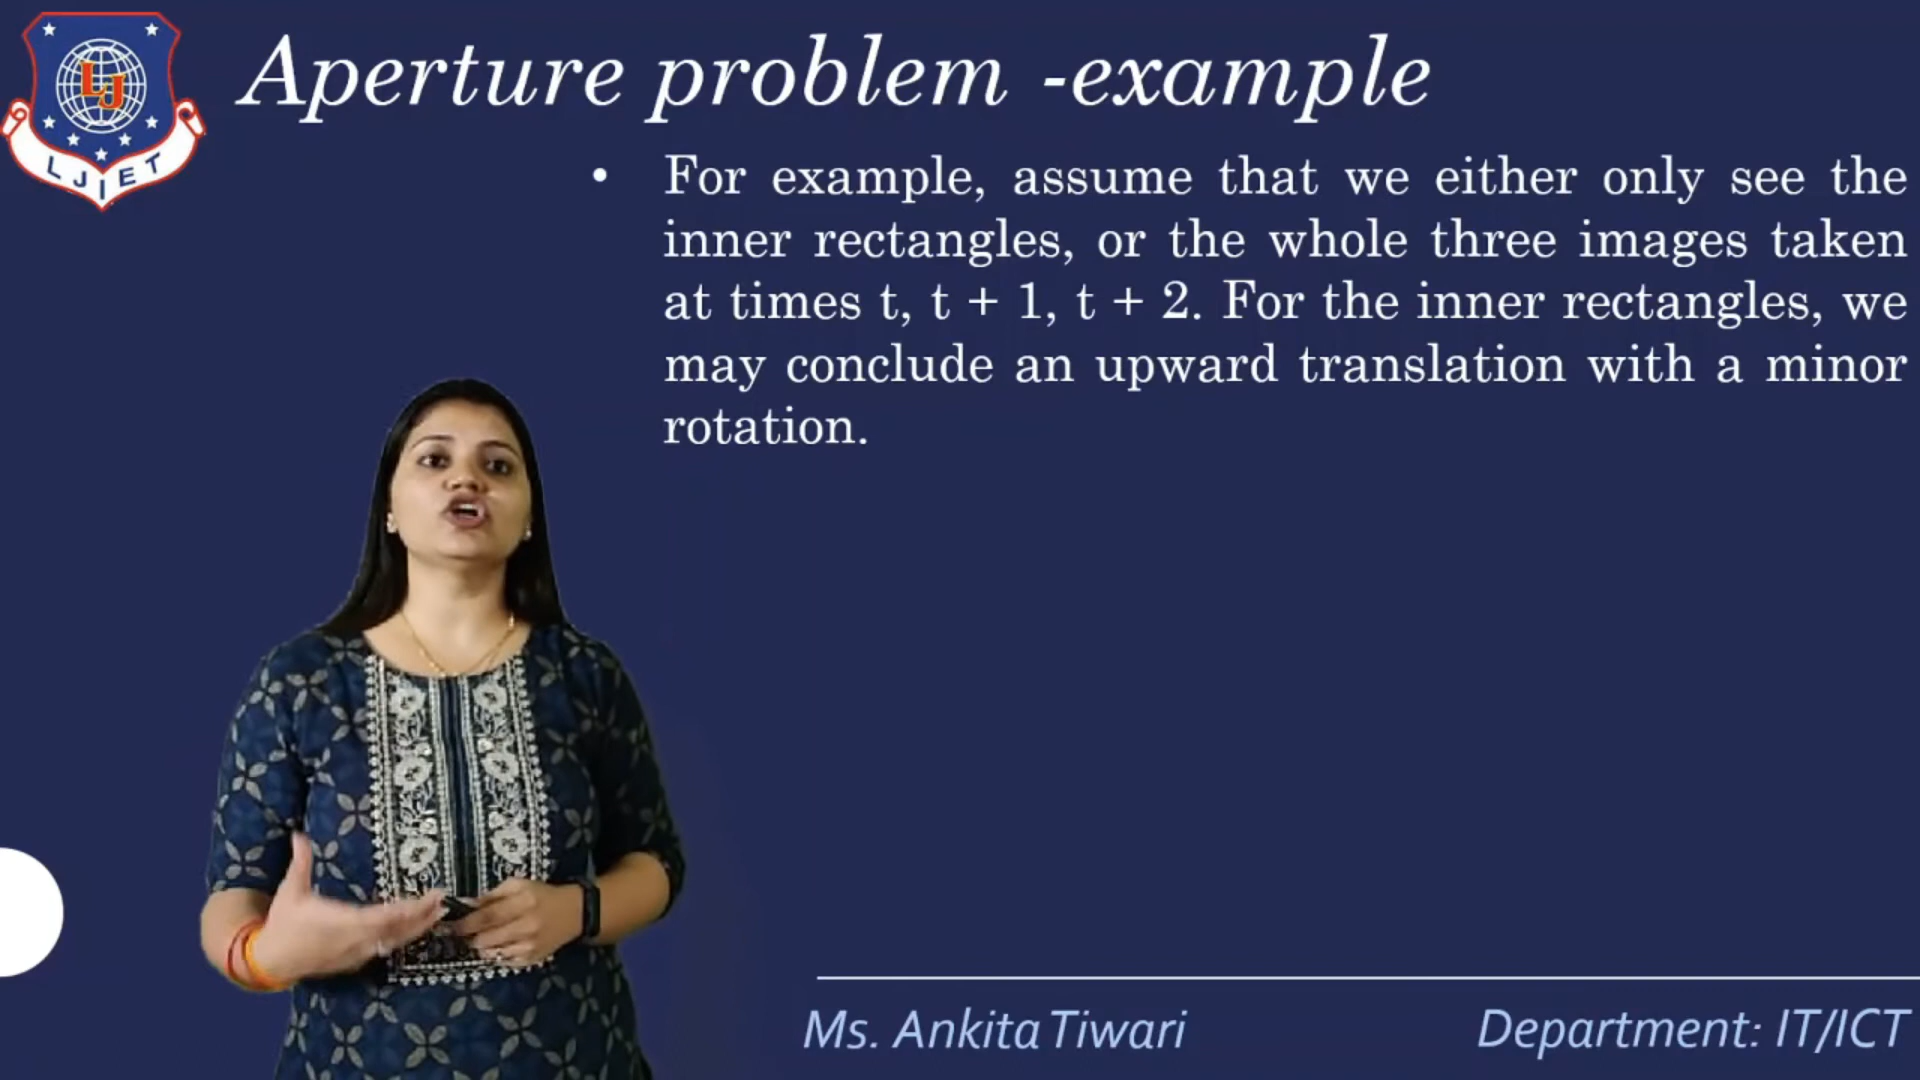 LJ
LJIET
Aperture problem -example
• For example, assume that we either only see the
inner rectangles, or the whole three images taken
at times t, t + 1, t + 2. For the inner rectangles, we
may conclude an upward translation with a minor
rotation.
Ms. Ankita Tiwari
Department: IT/ICT